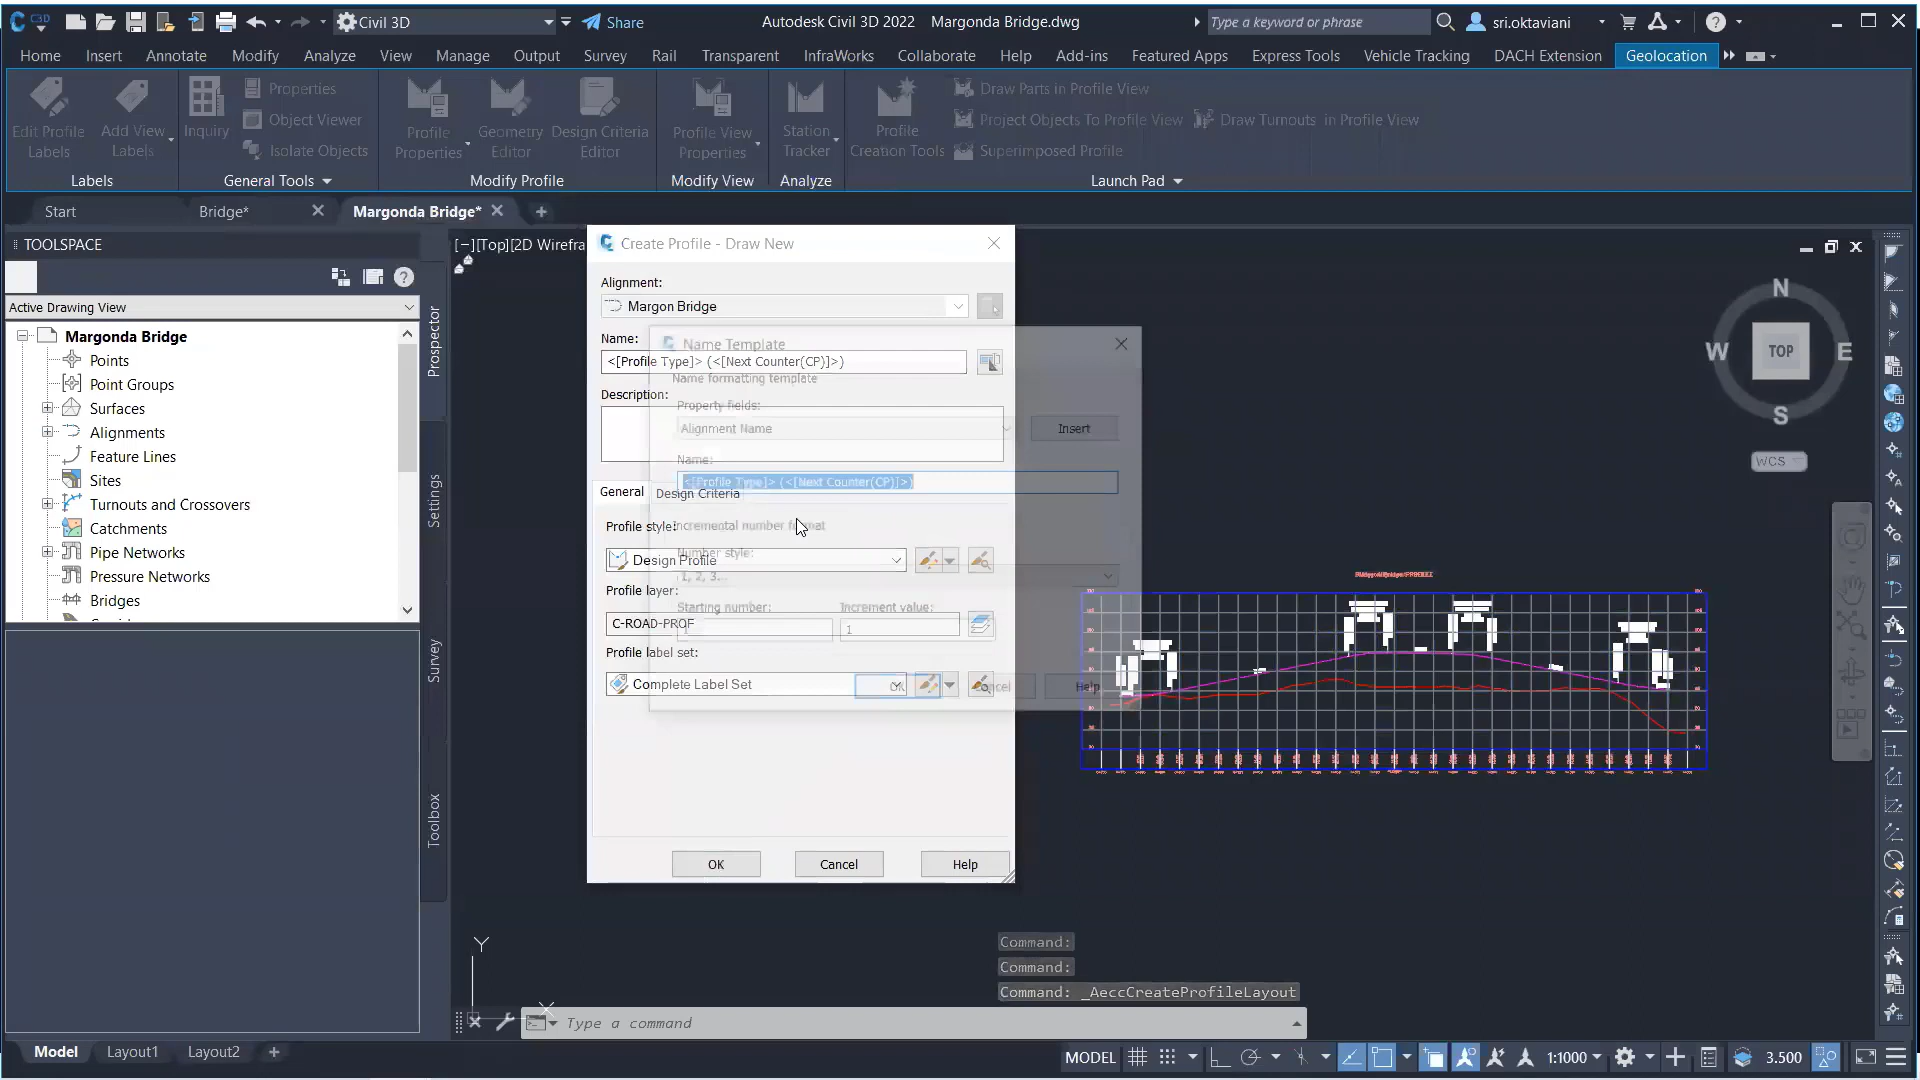 C 3D
Civil 3D
Share
Autodesk Civil 3D 2022 Margonda Bridge.dwg
Type a keyword or phrase
sri.oktaviani
Home Insert Annotate Modify Analyze View Manage Output Survey Rail Transparent InfraWorks Collaborate Help Add-ins Featured Apps Express Tools Vehicle Tracking DACH Extension Geolocation
Edit Profile Labels
Add View Labels
Inquiry
Properties
Object Viewer
Isolate Objects
Profile Properties
Geometry Editor
Design Criteria Editor
Profile View Properties
Station Tracker
Profile Creation Tools
Draw Parts in Profile View
Project Objects To Profile View
Draw Turnouts in Profile View
Superimposed Profile
Labels General Tools Modify Profile Modify View Analyze Launch Pad
Start Bridge* Margonda Bridge*
TOOLSPACE
[−][Top][2D Wirefra
Active Drawing View
Margonda Bridge
Points
Point Groups
Surfaces
Alignments
Feature Lines
Sites
Turnouts and Corridors
Catchments
Pipe Networks
Pressure Networks
Bridges
Prospector
Settings
Survey
Toolbox
Create Profile - Draw New
Alignment:
Margon Bridge
Name:
<[Profile Type]> (<[Next Counter(CP)]>)
Description:
General
Design Criteria
Profile style:
Design Profile
Profile layer:
C-ROAD-PROF
Profile label set:
Complete Label Set
OK Cancel Help
Name Template
Name formatting template
Property fields:
Alignment Name
Insert
Name:
<[Profile Type]> (<[Next Counter(CP)]>)
Incremental number format
Number style:
1, 2, 3...
Starting number:
Increment value:
1
1
OK Cancel Help
N
W TOP E
S
WCS
Y
X
Command:
Command:
Command: _AeccCreateProfileLayout
Type a command
Model Layout1 Layout2
MODEL
1:1000
3.500